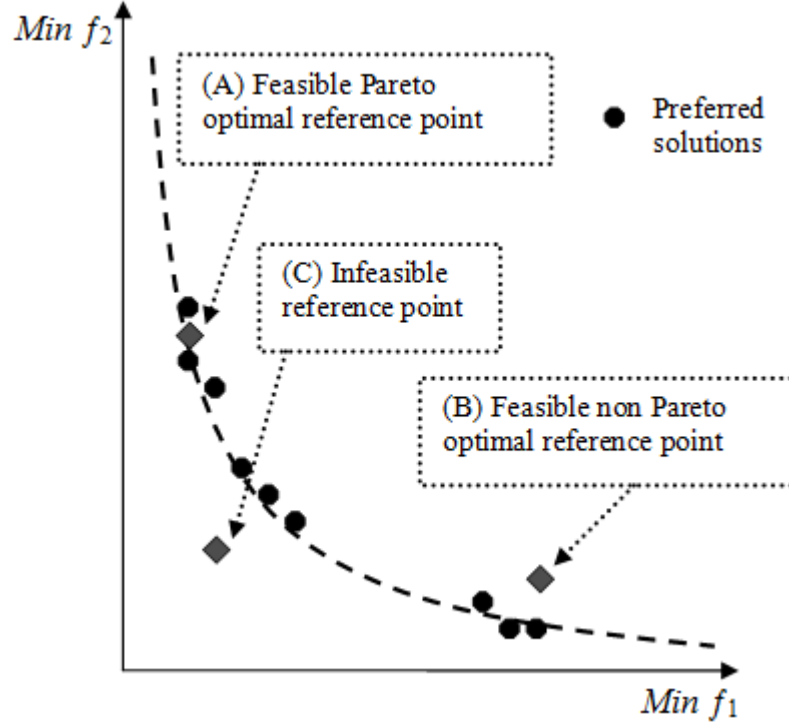 Min f2
(A) Feasible Pareto
optimal reference point
Preferred
solutions
(C) Infeasible
reference point
(B) Feasible non Pareto
optimal reference point
Min f1